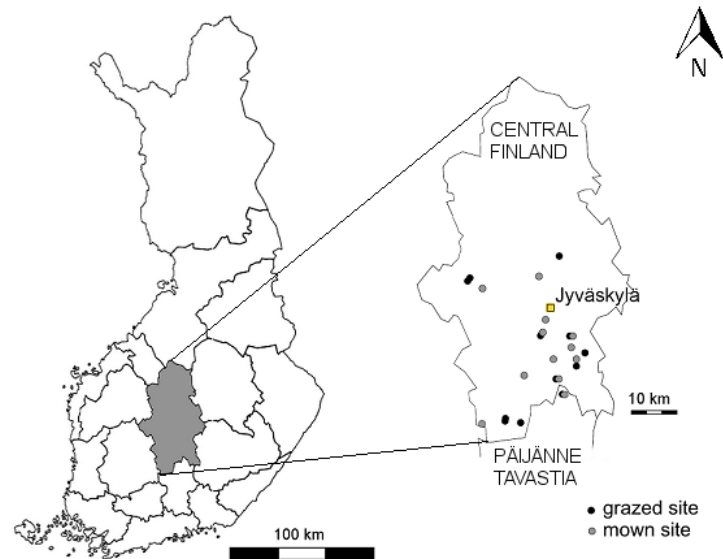 N
CENTRAL
FINLAND
Jyväskylä
10 km
PÄIJÄNNE
TAVASTIA
grazed site
mown site
100 km